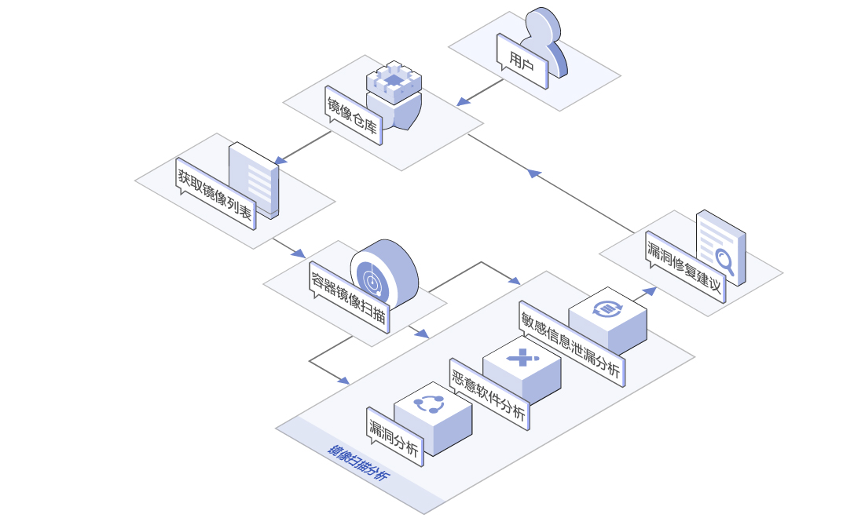 用户
镜像仓库
获取镜像列表
容器镜像扫描
漏洞修复建议
敏感信息泄漏分析
恶意软件分析
漏洞分析
镜像扫描分析